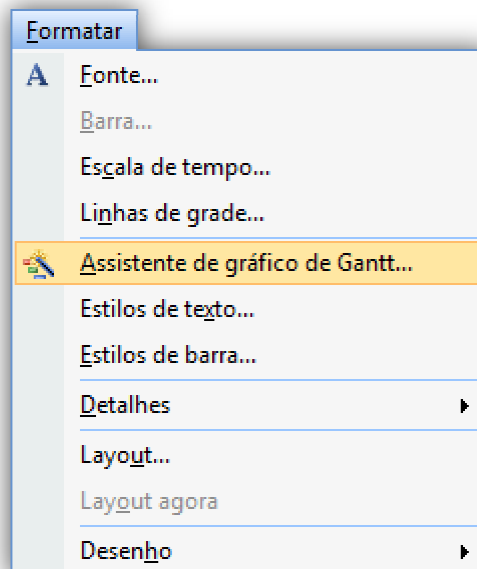 Formatar
Fonte...
Barra...
Escala de tempo...
Linhas de grade...
Assistente de gráfico de Gantt...
Estilos de texto...
Estilos de barra...
Detalhes
Layout...
Layout agora
Desenho